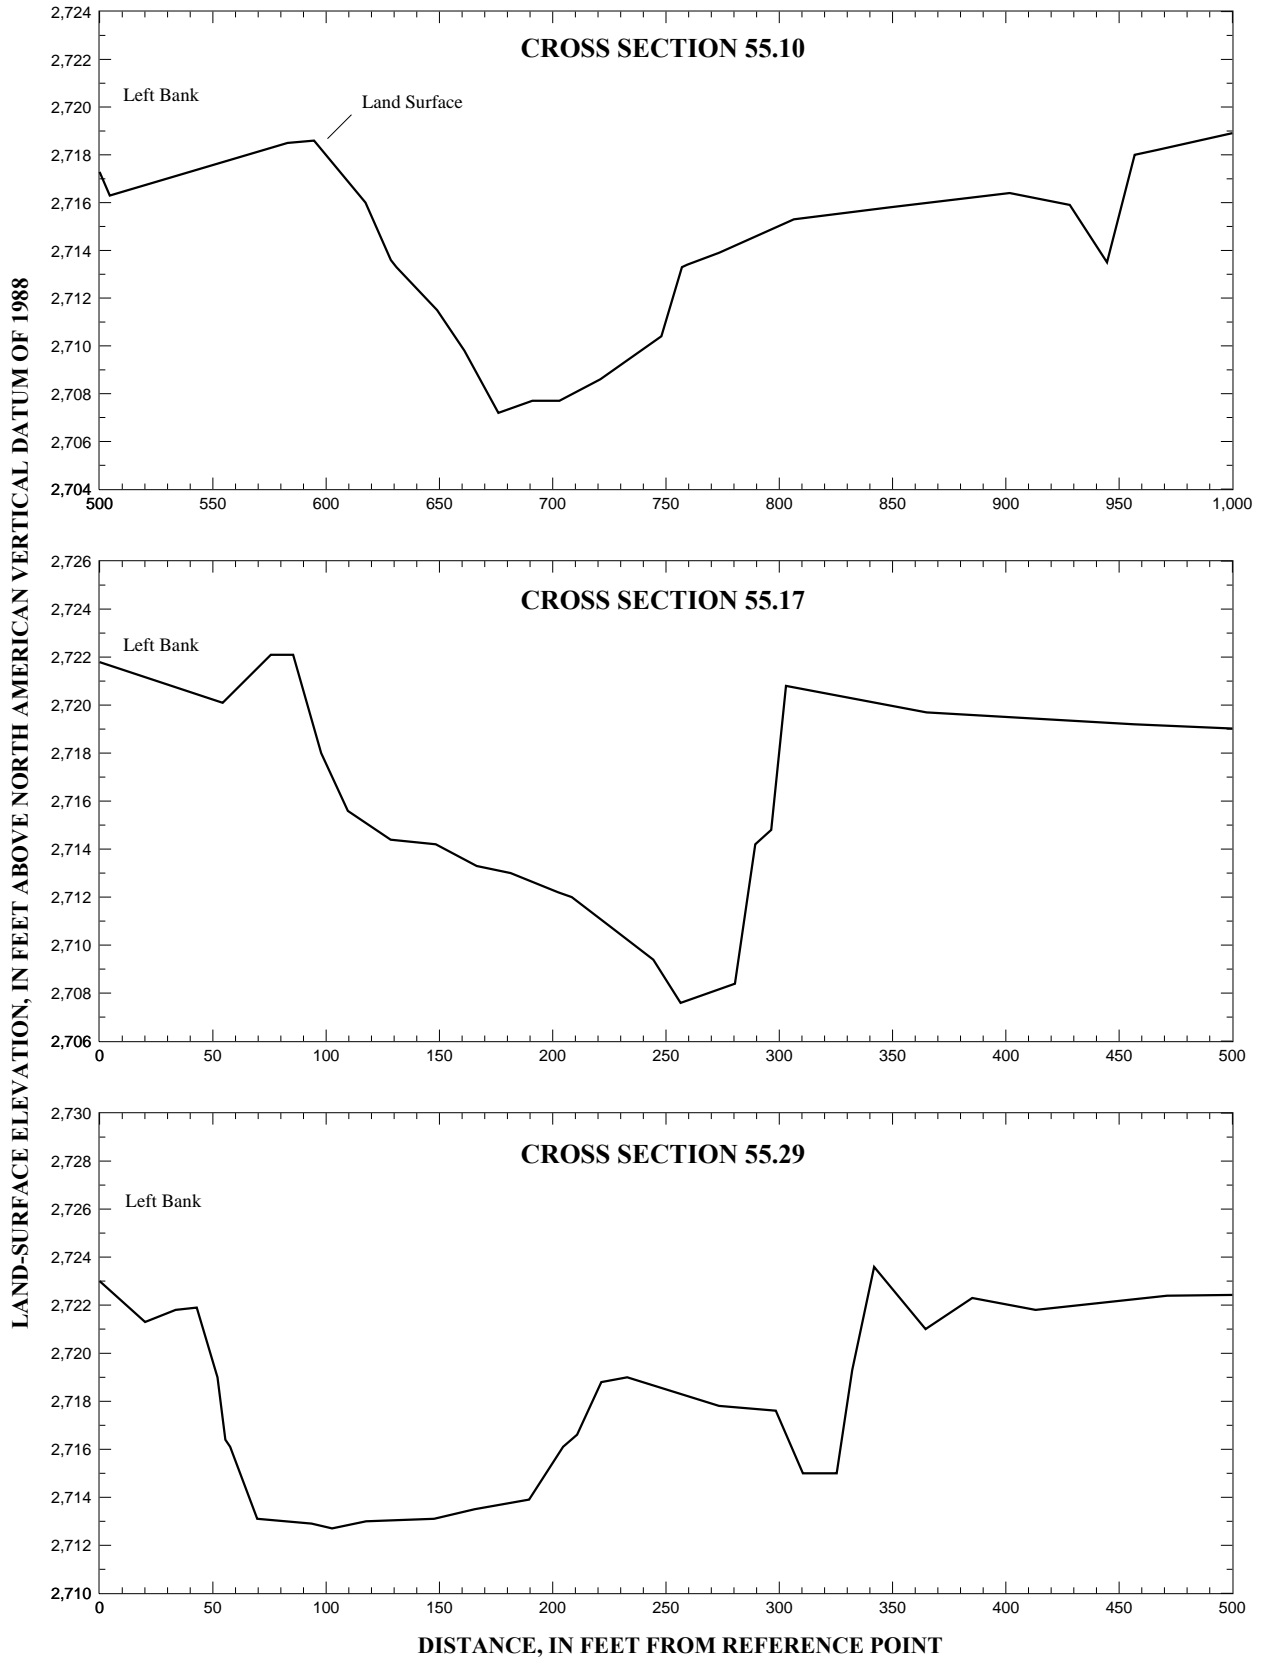 LAND-SURFACE ELEVATION, IN FEET ABOVE NORTH AMERICAN VERTICAL DATUM OF 1988
CROSS SECTION 55.10
Left Bank
Land Surface
2,724
2,722
2,720
2,718
2,716
2,714
2,712
2,710
2,708
2,706
2,704
500 550 600 650 700 750 800 850 900 950 1,000
CROSS SECTION 55.17
Left Bank
2,726
2,724
2,722
2,720
2,718
2,716
2,714
2,712
2,710
2,708
2,706
0 50 100 150 200 250 300 350 400 450 500
CROSS SECTION 55.29
Left Bank
2,730
2,728
2,726
2,724
2,722
2,720
2,718
2,716
2,714
2,712
2,710
0 50 100 150 200 250 300 350 400 450 500
DISTANCE, IN FEET FROM REFERENCE POINT